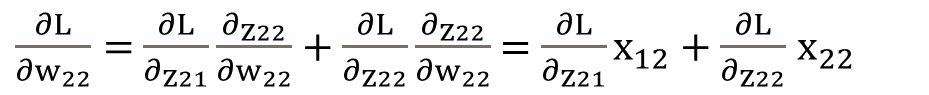 ∂L/∂w₂₂ = ∂L/∂z₂₁ ∂z₂₂/∂w₂₂ + ∂L/∂z₂₂ ∂z₂₂/∂w₂₂ = ∂L/∂z₂₁ x₁₂ + ∂L/∂z₂₂ x₂₂